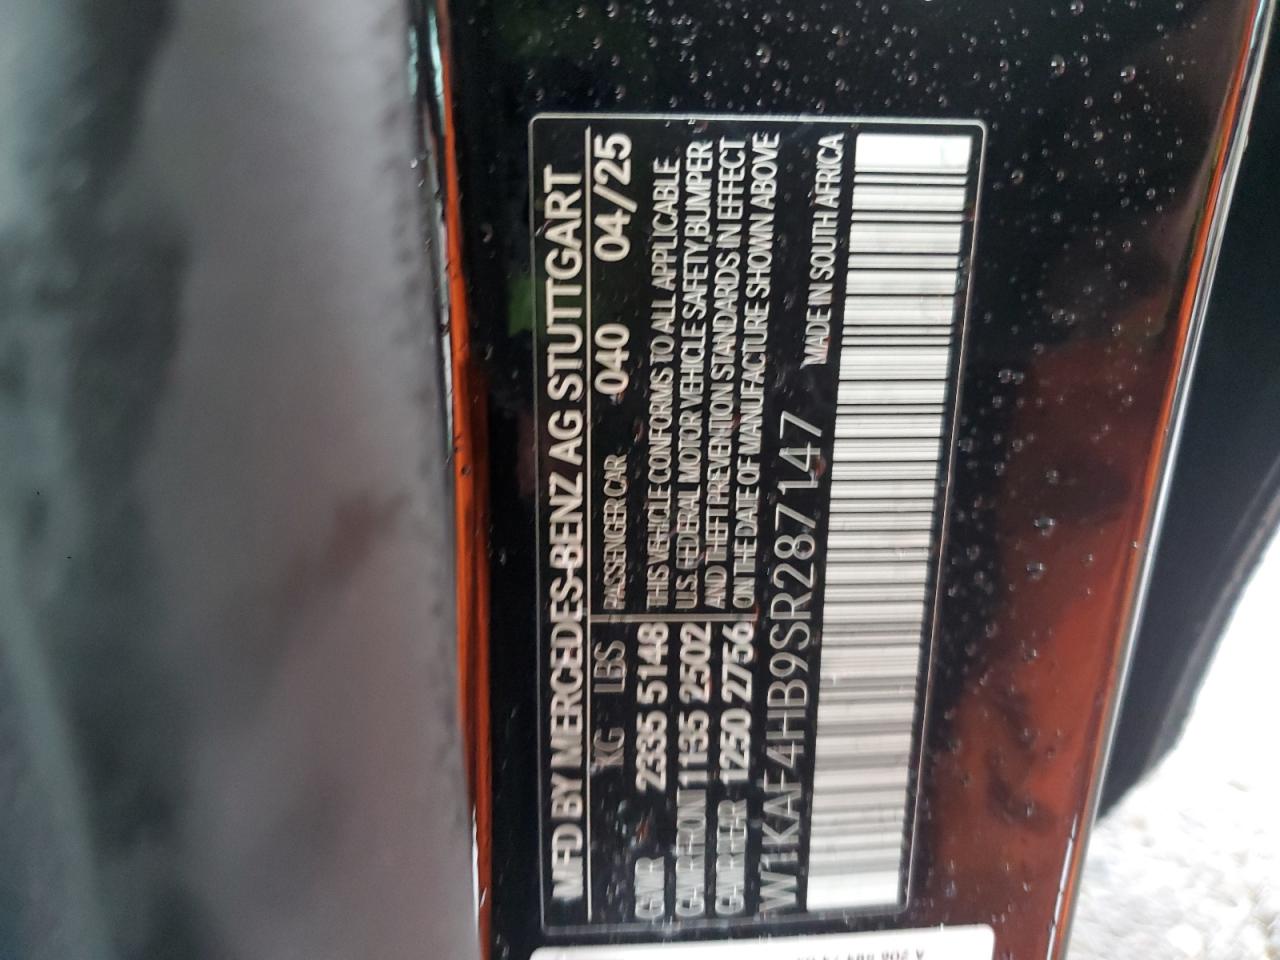 MFD BY MERCEDES-BENZ AG STUTTGART
KG LBS 040 04/25
GVWR 2335 5148
GAWR FRON 1135 2502
GAWR RER 1250 2756
PASSENGER CAR
THIS VEHICLE CONFORMS TO ALL APPLICABLE
U.S. FEDERAL MOTOR VEHICLE SAFETY,BUMPER
AND THEFT PREVENTION STANDARDS IN EFFECT
ON THE DATE OF MANUFACTURE SHOWN ABOVE
W1KAF4HB9SR287147
MADE IN SOUTH AFRICA